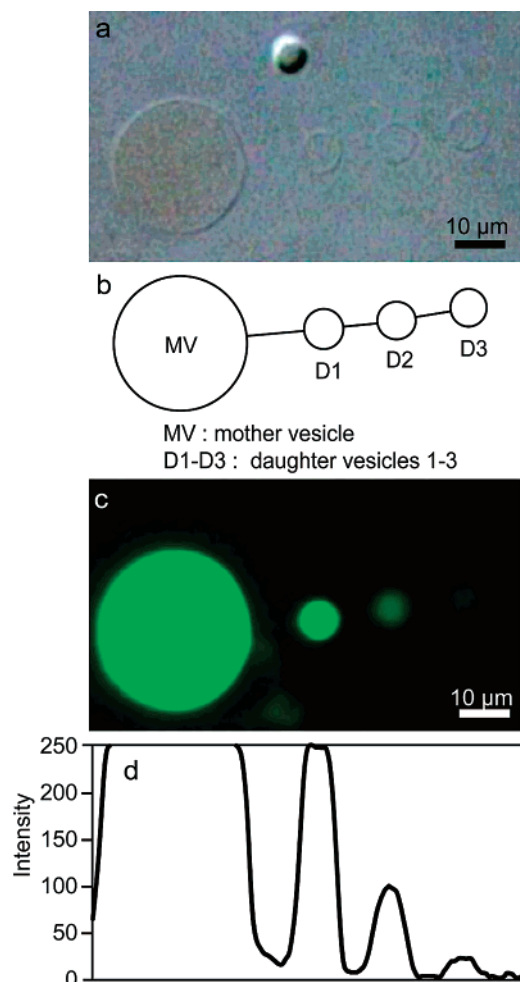 a
10 µm
b
MV
D1
D2
D3
MV : mother vesicle
D1-D3 : daughter vesicles 1-3
c
10 µm
d
250
200
150
100
50
0
Intensity